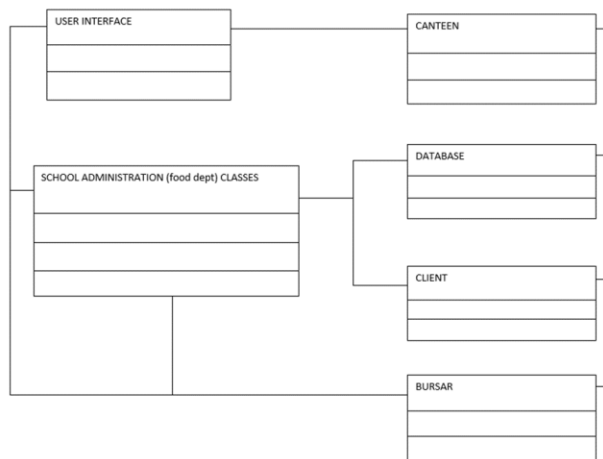 USER INTERFACE
CANTEEN
SCHOOL ADMINISTRATION (food dept) CLASSES
DATABASE
CLIENT
BURSAR